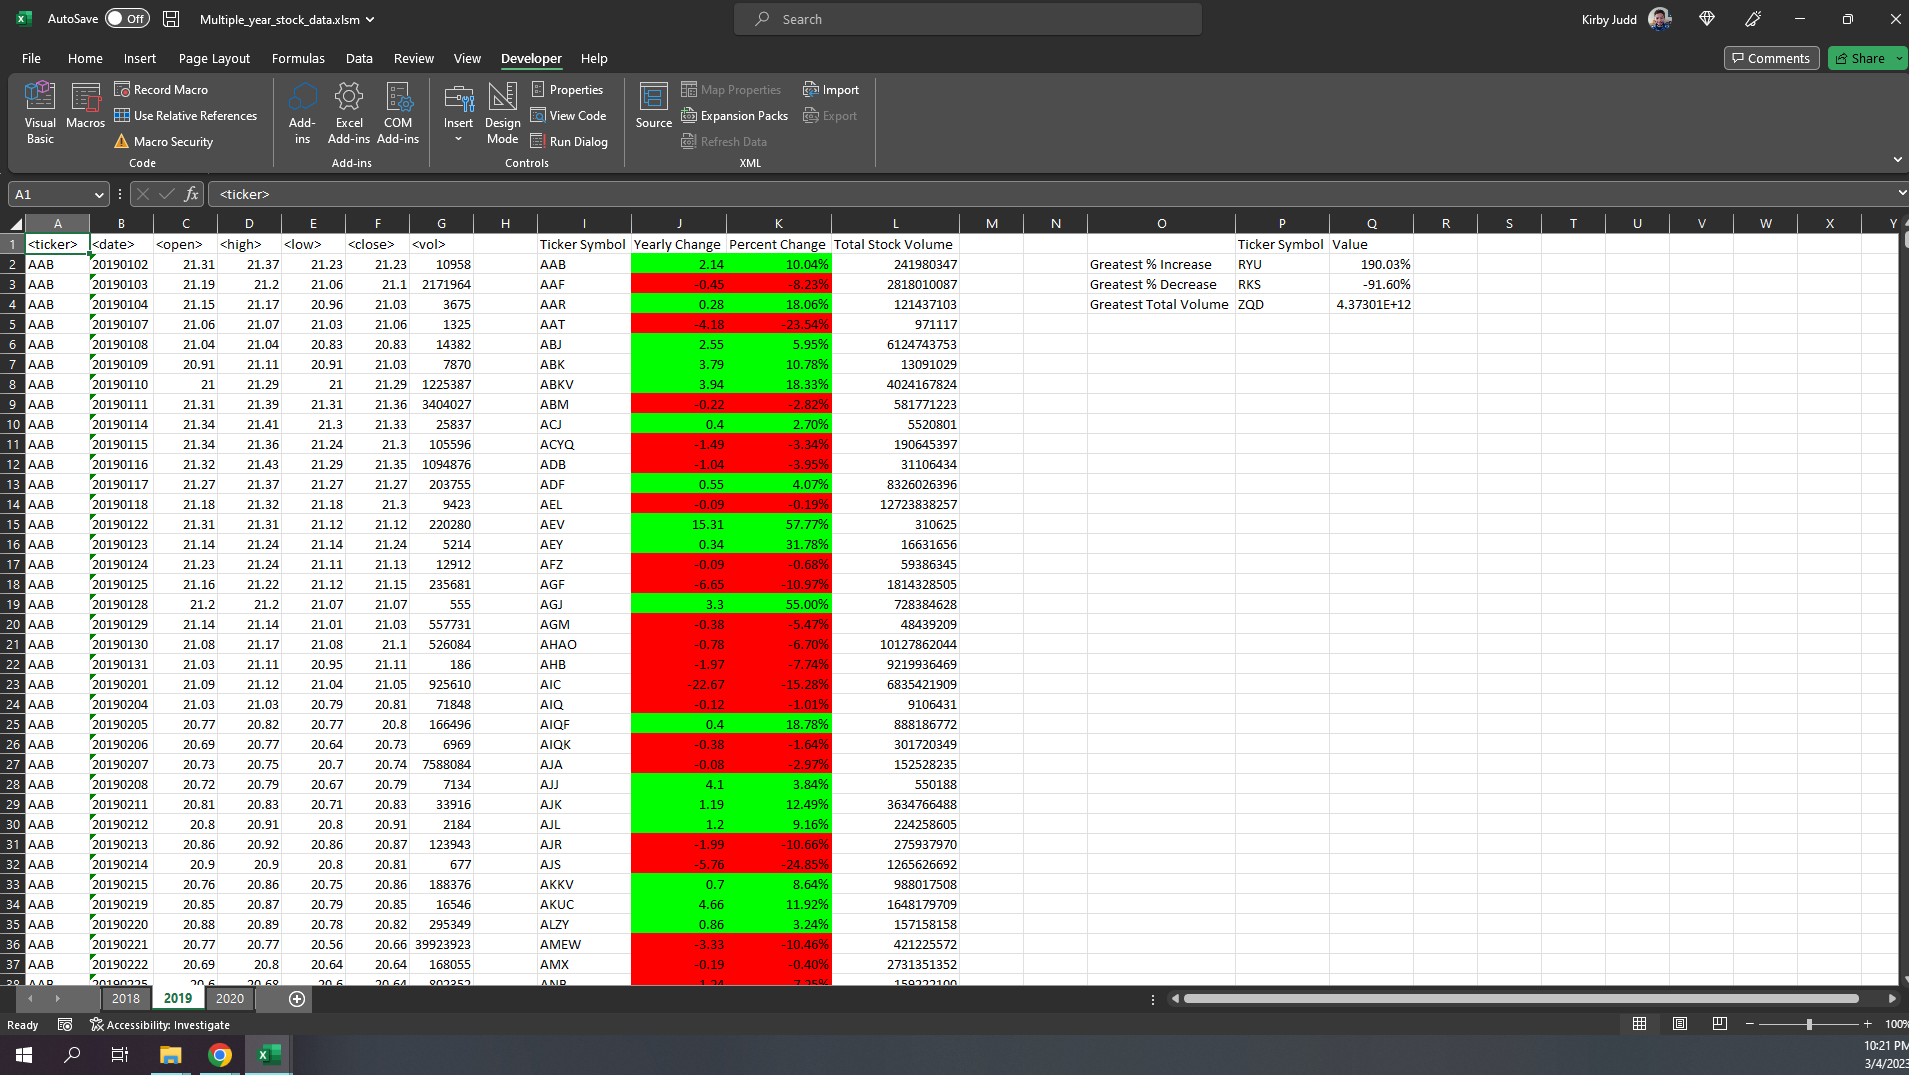 AutoSave Off Multiple_year_stock_data.xlsm Search Kirby Judd
File Home Insert Page Layout Formulas Data Review View Developer Help Comments Share
Visual Basic Macros Record Macro Use Relative References Macro Security Code
Add-ins Excel Add-ins COM Add-ins Add-ins
Insert Design Mode Properties View Code Run Dialog Controls
Source Map Properties Expansion Packs Refresh Data Import Export XML
A1 fx <ticker>
A B C D E F G H I J K L M N O P Q R S T U V W X Y
1 <ticker> <date> <open> <high> <low> <close> <vol> Ticker Symbol Yearly Change Percent Change Total Stock Volume Ticker Symbol Value
2 AAB 20190102 21.31 21.37 21.23 21.23 10958 AAB 2.14 10.04% 241980347 Greatest % Increase RYU 190.03%
3 AAB 20190103 21.19 21.2 21.06 21.1 2171964 AAF -0.45 -8.23% 2818010087 Greatest % Decrease RKS -91.60%
4 AAB 20190104 21.15 21.17 20.96 21.03 3675 AAR 0.28 18.06% 121437103 Greatest Total Volume ZQD 4.37301E+12
5 AAB 20190107 21.06 21.07 21.03 21.06 1325 AAT -4.18 -23.54% 971117
6 AAB 20190108 21.04 21.04 20.83 20.83 14382 ABJ 2.55 5.95% 6124743753
7 AAB 20190109 20.91 21.11 20.91 21.03 7870 ABK 3.79 10.78% 13091029
8 AAB 20190110 21 21.29 21 21.29 1225387 ABKV 3.94 18.33% 4024167824
9 AAB 20190111 21.31 21.39 21.31 21.36 3404027 ABM -0.22 -2.82% 581771223
10 AAB 20190114 21.34 21.41 21.3 21.33 25837 ACJ 0.4 2.70% 5520801
11 AAB 20190115 21.34 21.36 21.24 21.3 105596 ACYQ -1.49 -3.34% 190645397
12 AAB 20190116 21.32 21.43 21.29 21.35 1094876 ADB -1.04 -3.95% 31106434
13 AAB 20190117 21.27 21.37 21.27 21.27 203755 ADF 0.55 4.07% 8326026396
14 AAB 20190118 21.18 21.32 21.18 21.3 9423 AEL -0.09 -0.19% 12723838257
15 AAB 20190122 21.31 21.31 21.12 21.12 220280 AEV 15.31 57.77% 310625
16 AAB 20190123 21.14 21.24 21.14 21.24 5214 AEY 0.34 31.78% 16631656
17 AAB 20190124 21.23 21.24 21.11 21.13 12912 AFZ -0.09 -0.68% 59386345
18 AAB 20190125 21.16 21.22 21.12 21.15 235681 AGF -6.65 -10.97% 1814328505
19 AAB 20190128 21.2 21.2 21.07 21.07 555 AGJ 3.3 55.00% 728384628
20 AAB 20190129 21.14 21.14 21.01 21.03 557731 AGM -0.38 -5.47% 48439209
21 AAB 20190130 21.08 21.17 21.08 21.1 526084 AHAO -0.78 -6.70% 10127862044
22 AAB 20190131 21.03 21.11 20.95 21.11 186 AHB -1.97 -7.74% 9219936469
23 AAB 20190201 21.09 21.12 21.04 21.05 925610 AIC -22.67 -15.28% 6835421909
24 AAB 20190204 21.03 21.03 20.79 20.81 71848 AIQ -0.12 -1.01% 9106431
25 AAB 20190205 20.77 20.82 20.77 20.8 166496 AIQF 0.4 18.78% 888186772
26 AAB 20190206 20.69 20.77 20.64 20.73 6969 AIQK -0.38 -1.64% 301720349
27 AAB 20190207 20.73 20.75 20.7 20.74 7588084 AJA -0.08 -2.97% 152528235
28 AAB 20190208 20.72 20.79 20.67 20.79 7134 AJJ 4.1 3.84% 550188
29 AAB 20190211 20.81 20.83 20.71 20.83 33916 AJK 1.19 12.49% 3634766488
30 AAB 20190212 20.8 20.91 20.8 20.91 2184 AJL 1.2 9.16% 224258605
31 AAB 20190213 20.86 20.92 20.86 20.87 123943 AJR -1.99 -10.66% 275937970
32 AAB 20190214 20.9 20.9 20.8 20.81 677 AJS -5.76 -24.85% 1265626692
33 AAB 20190215 20.76 20.86 20.75 20.86 188376 AKKV 0.7 8.64% 988017508
34 AAB 20190219 20.85 20.87 20.79 20.85 16546 AKUC 4.66 11.92% 1648179709
35 AAB 20190220 20.88 20.89 20.78 20.82 295349 ALZY 0.86 3.24% 157158158
36 AAB 20190221 20.77 20.77 20.56 20.66 39923923 AMEW -3.33 -10.46% 421225572
37 AAB 20190222 20.69 20.8 20.64 20.64 168055 AMX -0.19 -0.40% 2731351352
38 AAB 20190225 20.6 20.68 20.6 20.64
2018 2019 2020
Ready Accessibility: Investigate 100%
10:21 PM
3/4/2023